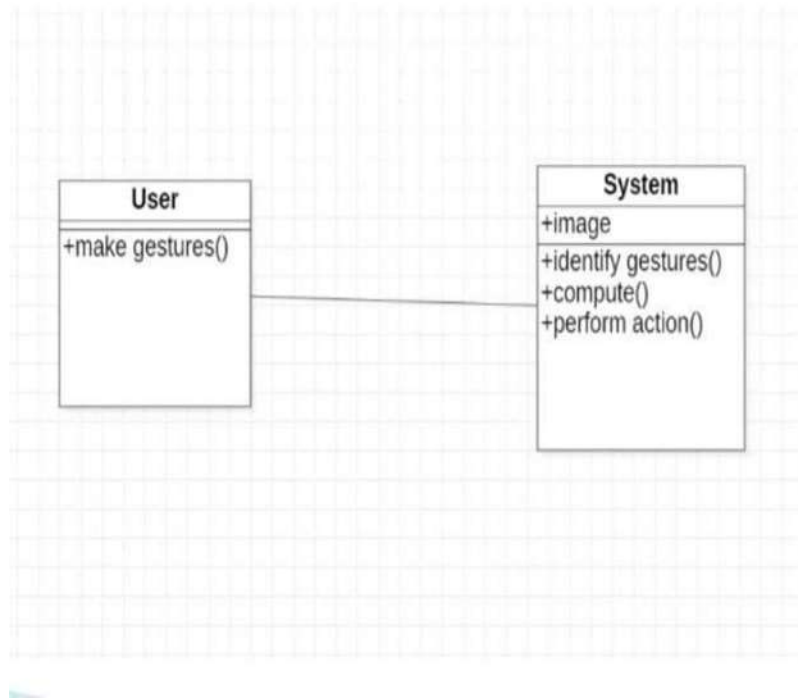 User
+make gestures()
System
+image
+identify gestures()
+compute()
+perform action()